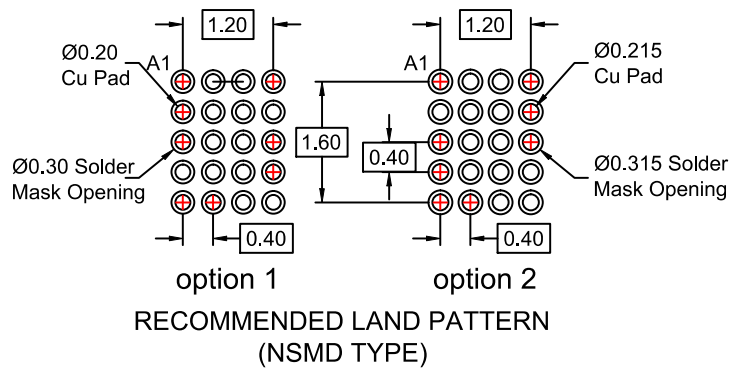 1.20
1.20
Ø0.20
Cu Pad
A1
A1
Ø0.215
Cu Pad
1.60
0.40
Ø0.30 Solder
Mask Opening
Ø0.315 Solder
Mask Opening
0.40
0.40
option 1
option 2
RECOMMENDED LAND PATTERN
(NSMD TYPE)